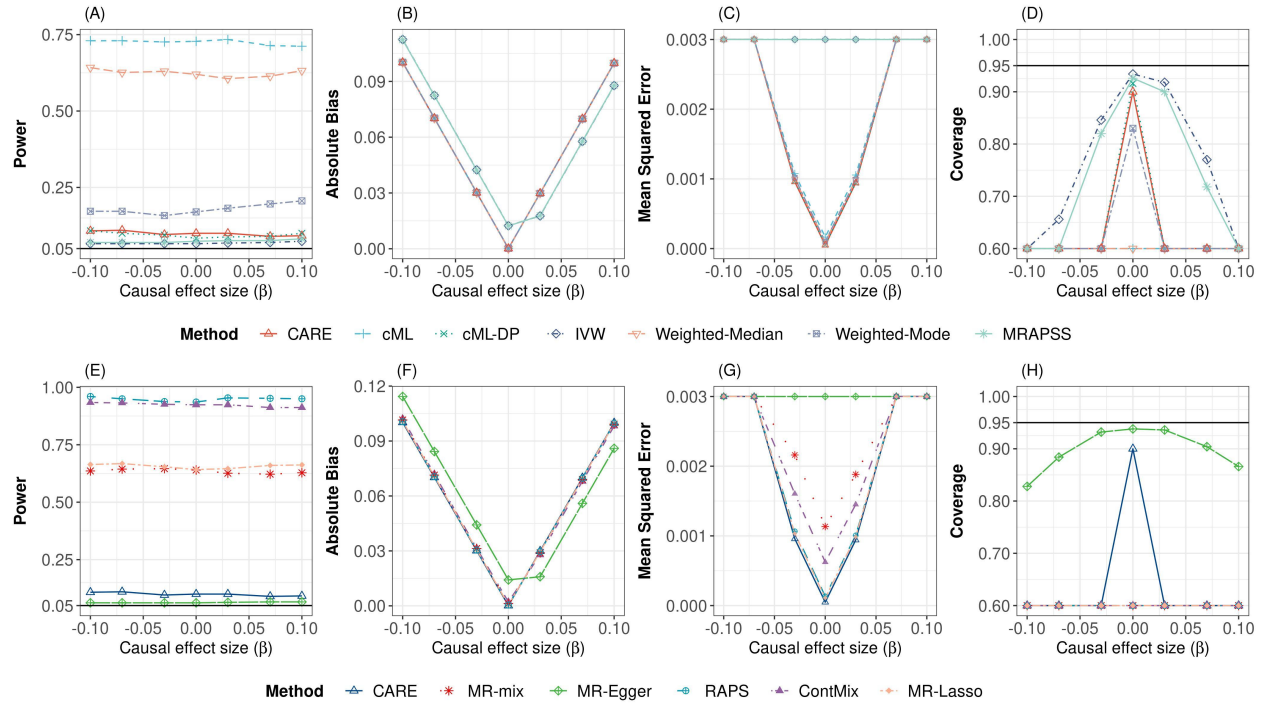 (A)
(B)
(C)
(D)
Power
0.75
0.50
0.25
0.05
-0.10 -0.05 0.00 0.05 0.10
Causal effect size (β)
Absolute Bias
0.09
0.06
0.03
0.00
-0.10 -0.05 0.00 0.05 0.10
Causal effect size (β)
Mean Squared Error
0.003
0.002
0.001
0.000
-0.10 -0.05 0.00 0.05 0.10
Causal effect size (β)
Coverage
1.00
0.95
0.90
0.80
0.70
0.60
-0.10 -0.05 0.00 0.05 0.10
Causal effect size (β)
Method CARE cML cML-DP IVW Weighted-Median Weighted-Mode MRAPSS
(E)
(F)
(G)
(H)
Power
1.00
0.75
0.50
0.25
0.05
-0.10 -0.05 0.00 0.05 0.10
Causal effect size (β)
Absolute Bias
0.12
0.09
0.06
0.03
0.00
-0.10 -0.05 0.00 0.05 0.10
Causal effect size (β)
Mean Squared Error
0.003
0.002
0.001
0.000
-0.10 -0.05 0.00 0.05 0.10
Causal effect size (β)
Coverage
1.00
0.95
0.90
0.80
0.70
0.60
-0.10 -0.05 0.00 0.05 0.10
Causal effect size (β)
Method CARE MR-mix MR-Egger RAPS ContMix MR-Lasso